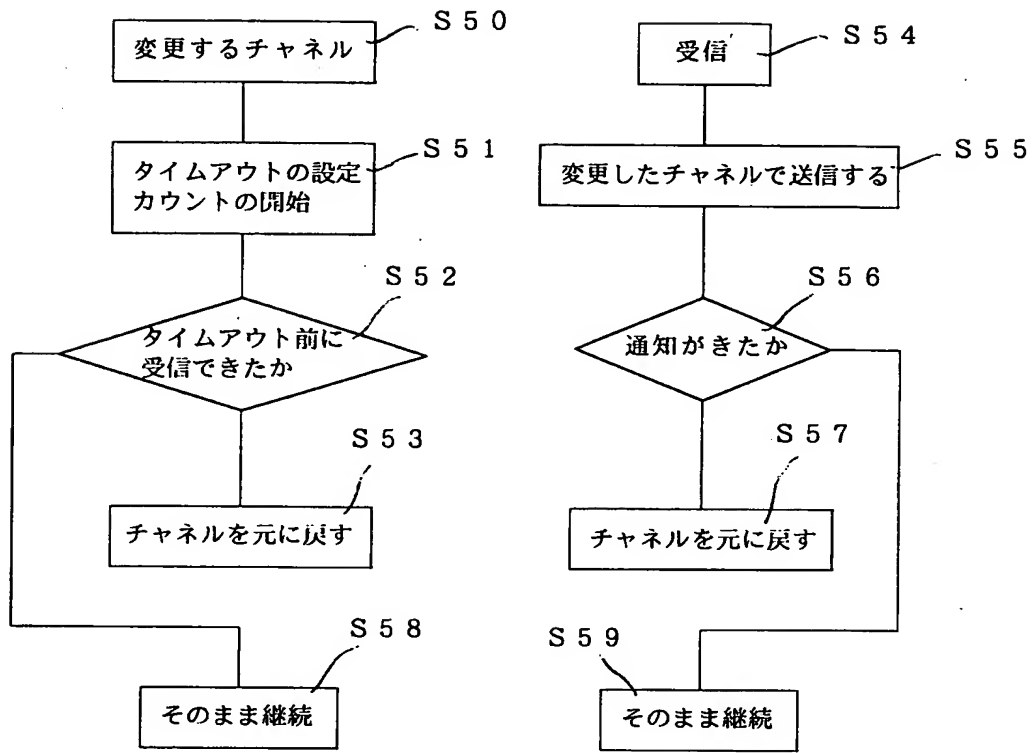 S50
変更するチャネル
S51
タイムアウトの設定
カウントの開始
S52
タイムアウト前に
受信できたか
S53
チャネルを元に戻す
S58
そのまま継続
S54
受信
S55
変更したチャネルで送信する
S56
通知がきたか
S57
チャネルを元に戻す
S59
そのまま継続